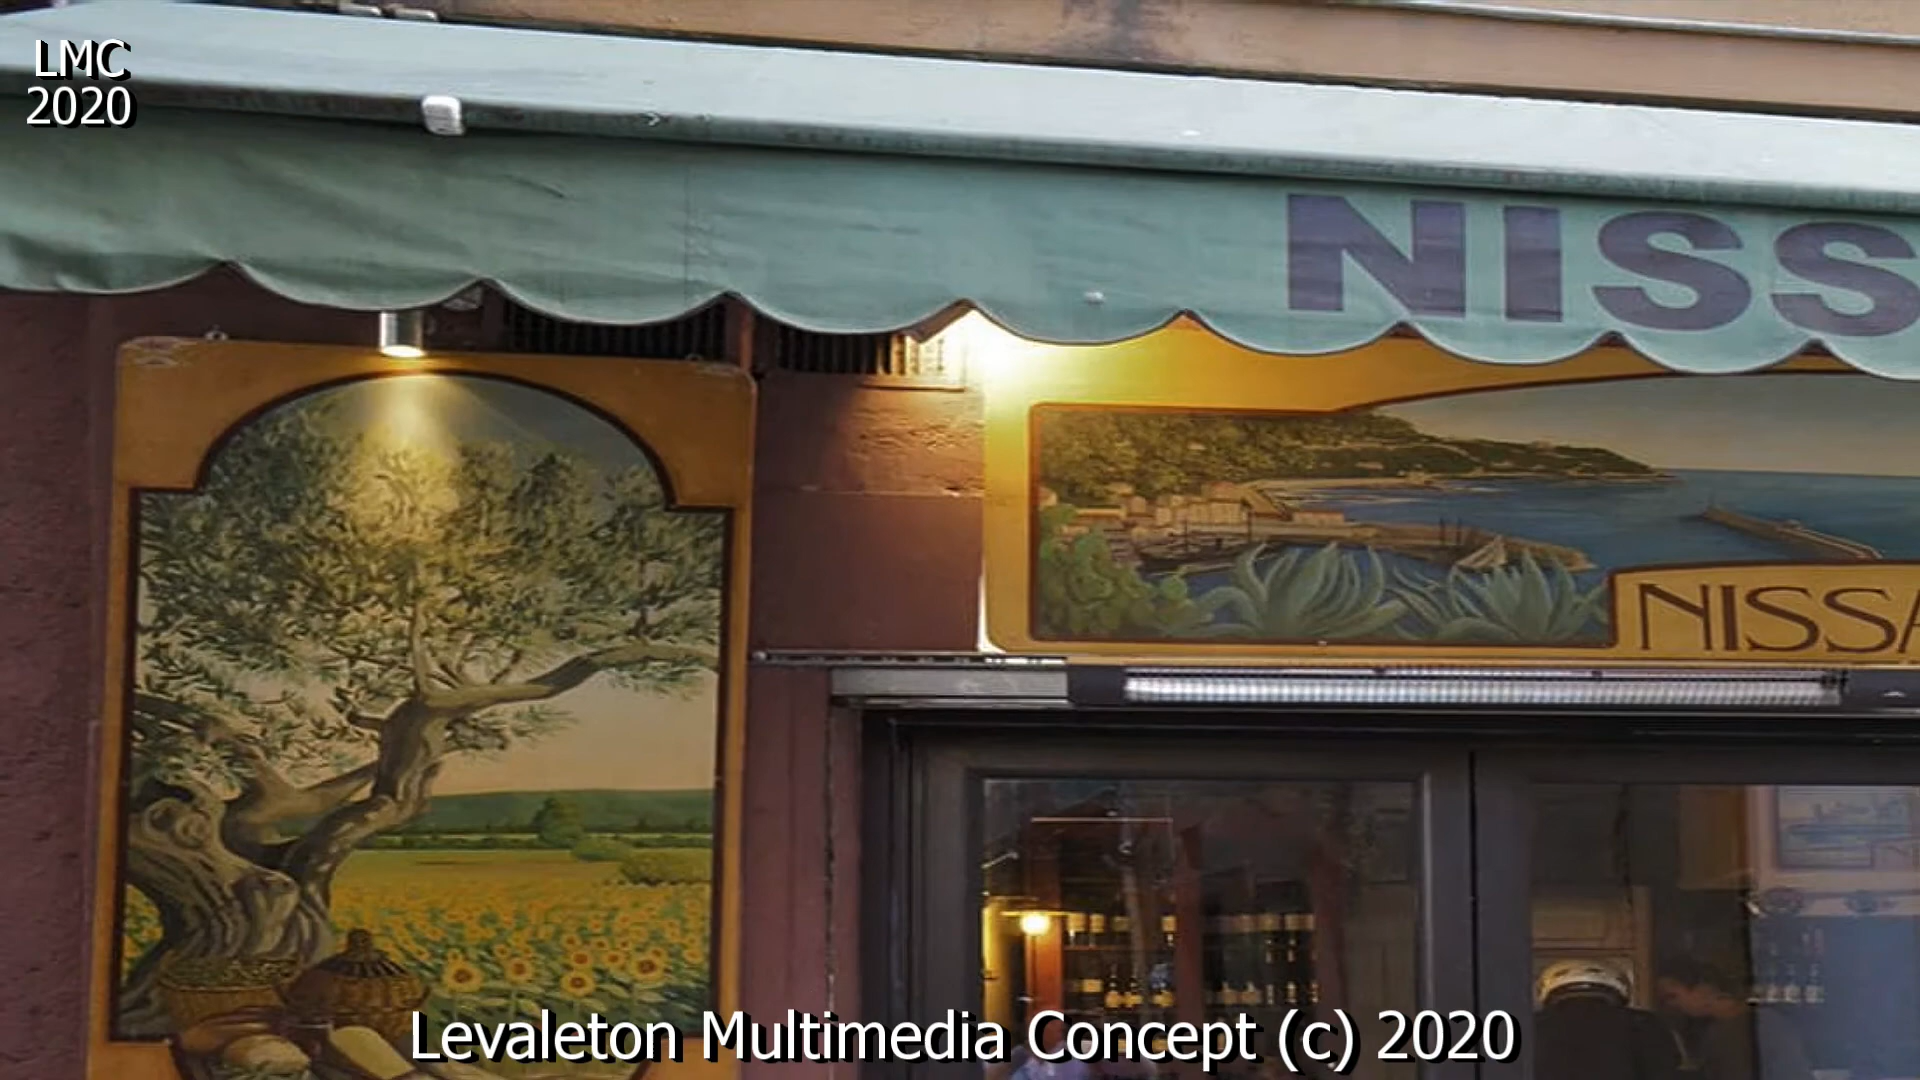 LMC
2020
NISS
NISSA
Levaleton Multimedia Concept (c) 2020